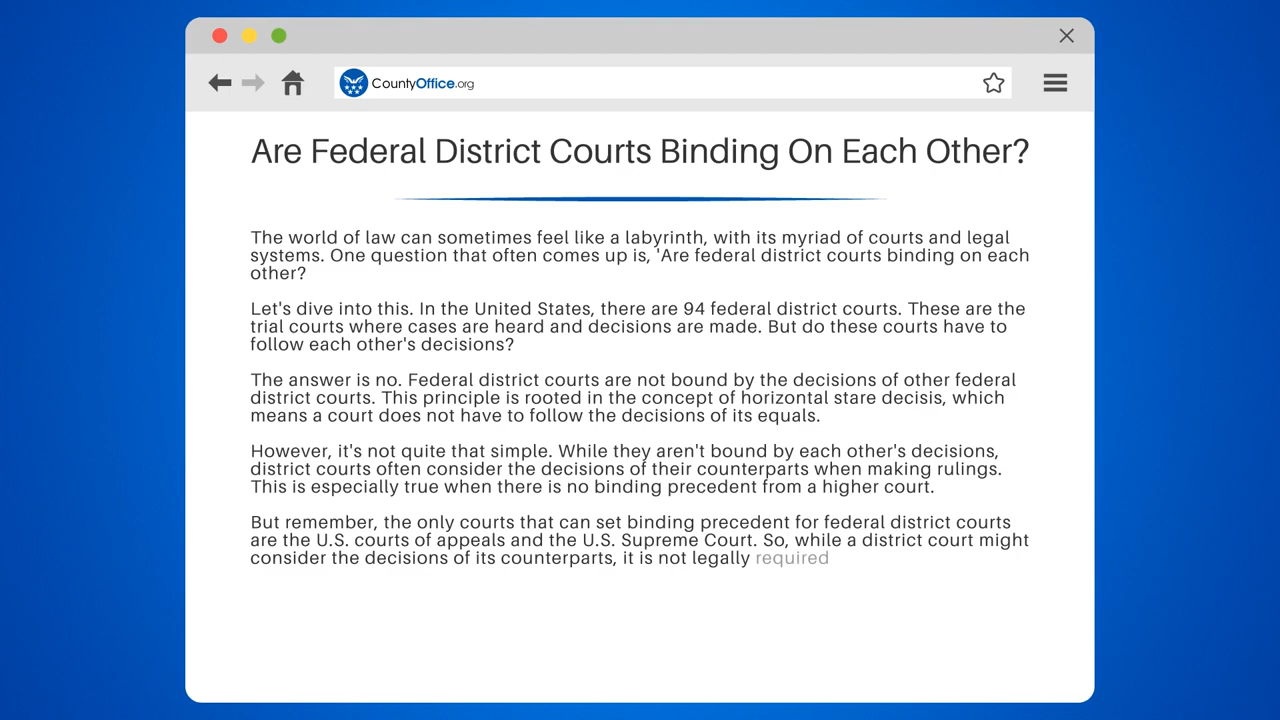 CountyOffice.org
Are Federal District Courts Binding On Each Other?
The world of law can sometimes feel like a labyrinth, with its myriad of courts and legal
systems. One question that often comes up is, 'Are federal district courts binding on each
other?
Let's dive into this. In the United States, there are 94 federal district courts. These are the
trial courts where cases are heard and decisions are made. But do these courts have to
follow each other's decisions?
The answer is no. Federal district courts are not bound by the decisions of other federal
district courts. This principle is rooted in the concept of horizontal stare decisis, which
means a court does not have to follow the decisions of its equals.
However, it's not quite that simple. While they aren't bound by each other's decisions,
district courts often consider the decisions of their counterparts when making rulings.
This is especially true when there is no binding precedent from a higher court.
But remember, the only courts that can set binding precedent for federal district courts
are the U.S. courts of appeals and the U.S. Supreme Court. So, while a district court might
consider the decisions of its counterparts, it is not legally required